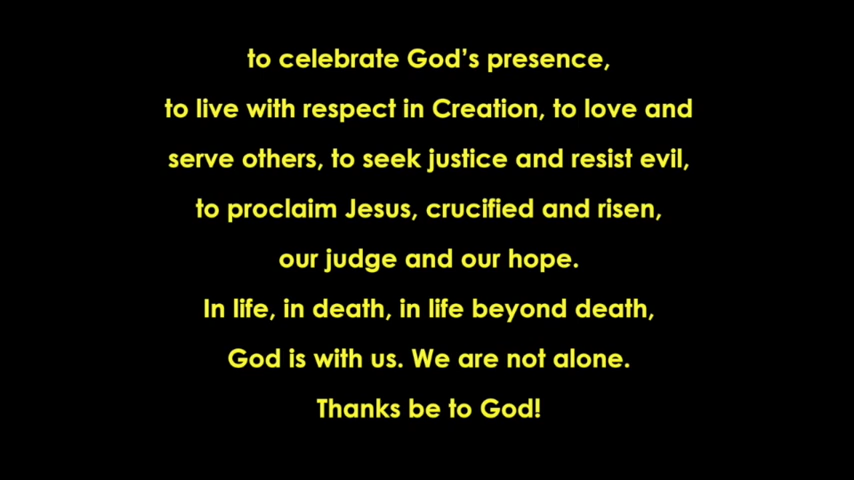 to celebrate God’s presence,
to live with respect in Creation, to love and
serve others, to seek justice and resist evil,
to proclaim Jesus, crucified and risen,
our judge and our hope.
In life, in death, in life beyond death,
God is with us. We are not alone.
Thanks be to God!